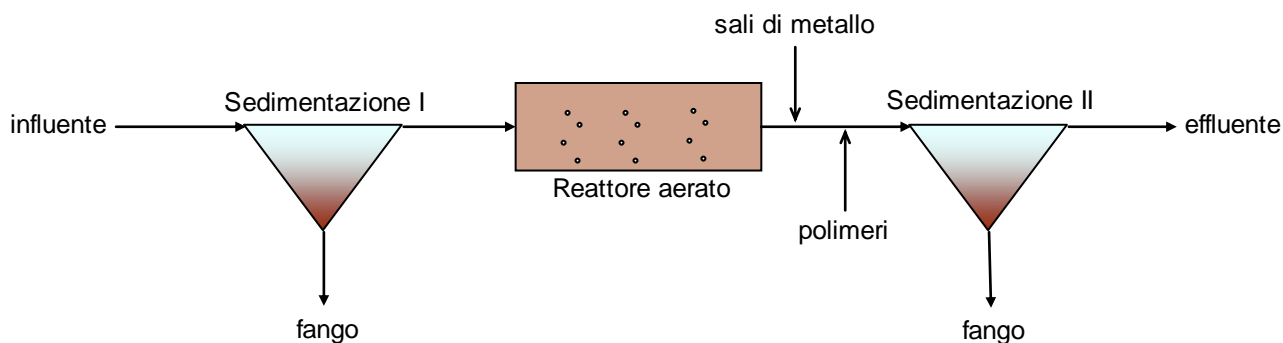 sali di metallo
Sedimentazione I
Sedimentazione II
influente
effluente
Reattore aerato
polimeri
fango
fango